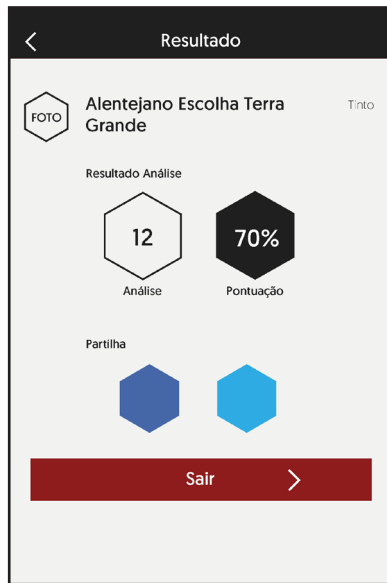 Resultado
FOTO
Alentejano Escolha Terra
Grande
Tinto
Resultado Análise
12
70%
Análise
Pontuação
Partilha
Sair